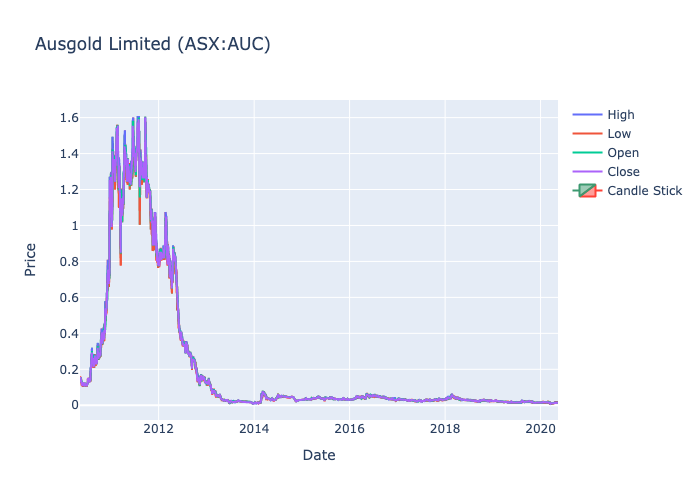 Ausgold Limited (ASX:AUC)
High
Low
Open
Close
Candle Stick
1.6
1.4
1.2
1
0.8
0.6
0.4
0.2
0
Price
2012 2014 2016 2018 2020
Date